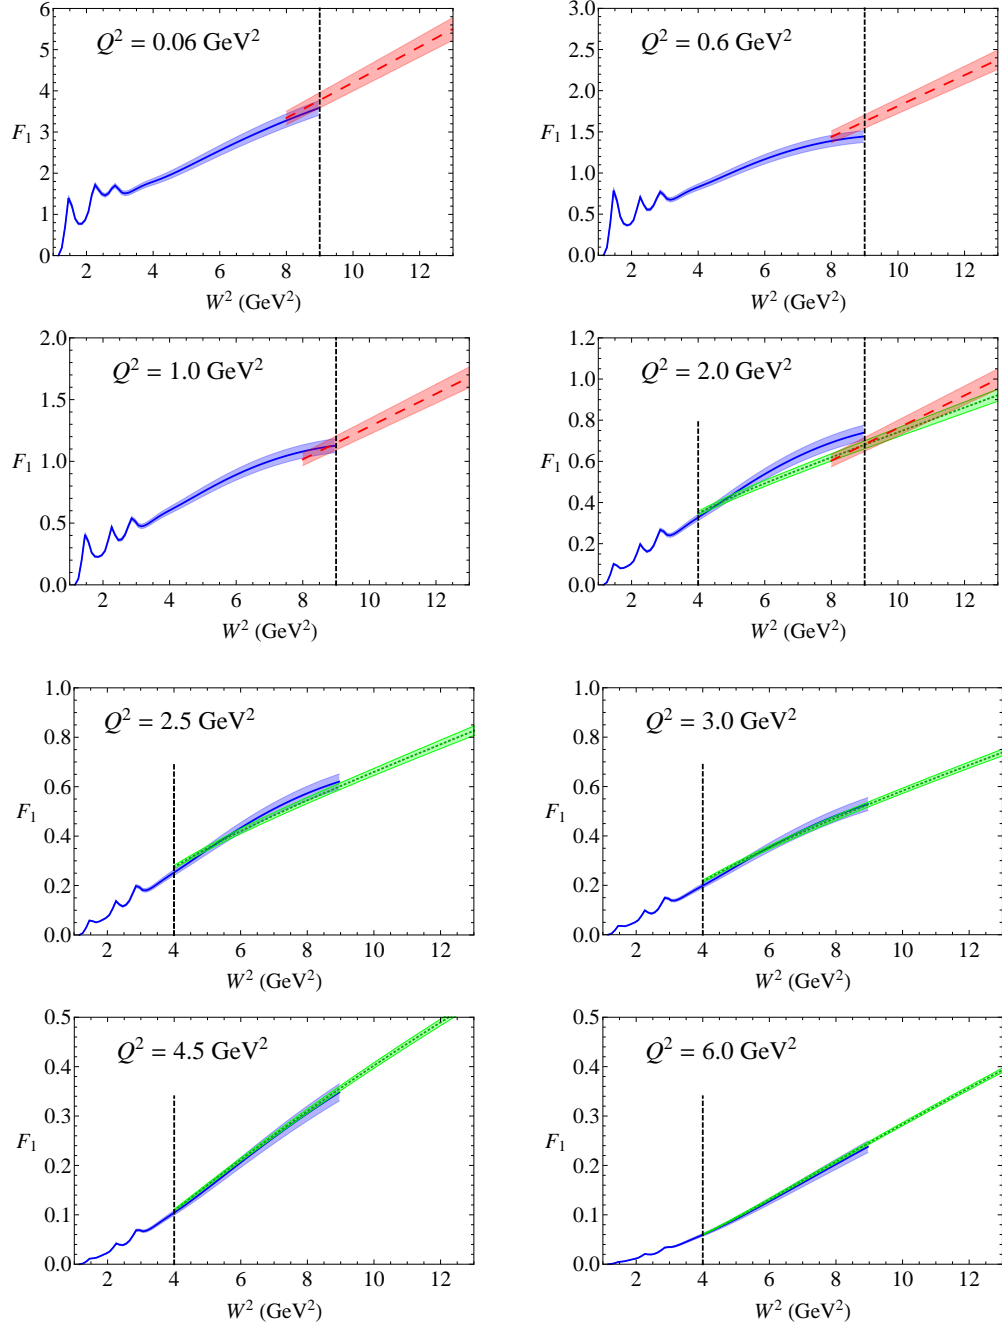 Q² = 0.06 GeV²
F₁
6
5
4
3
2
1
0
2 4 6 8 10 12
W² (GeV²)
Q² = 0.6 GeV²
F₁
3.0
2.5
2.0
1.5
1.0
0.5
0.0
2 4 6 8 10 12
W² (GeV²)
Q² = 1.0 GeV²
F₁
2.0
1.5
1.0
0.5
0.0
2 4 6 8 10 12
W² (GeV²)
Q² = 2.0 GeV²
F₁
1.2
1.0
0.8
0.6
0.4
0.2
0.0
2 4 6 8 10 12
W² (GeV²)
Q² = 2.5 GeV²
F₁
1.0
0.8
0.6
0.4
0.2
0.0
2 4 6 8 10 12
W² (GeV²)
Q² = 3.0 GeV²
F₁
1.0
0.8
0.6
0.4
0.2
0.0
2 4 6 8 10 12
W² (GeV²)
Q² = 4.5 GeV²
F₁
0.5
0.4
0.3
0.2
0.1
0.0
2 4 6 8 10 12
W² (GeV²)
Q² = 6.0 GeV²
F₁
0.5
0.4
0.3
0.2
0.1
0.0
2 4 6 8 10 12
W² (GeV²)